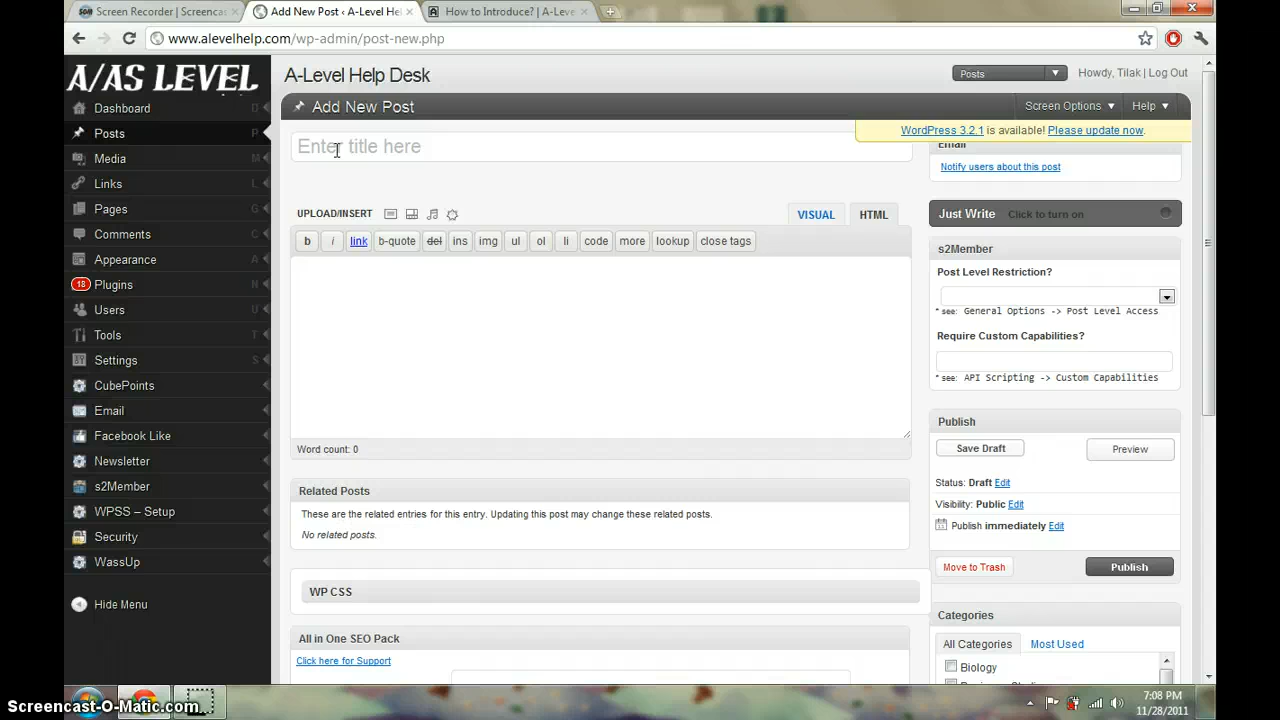 Screen Recorder | Screencast
Add New Post ‹ A-Level Hel
How to Introduce? | A-Leve
www.alevelhelp.com/wp-admin/post-new.php
A/AS LEVEL
A-Level Help Desk
Posts
Howdy, Tilak | Log Out
Dashboard
Posts
Media
Links
Pages
Comments
Appearance
18 Plugins
Users
Tools
Settings
CubePoints
Email
Facebook Like
Newsletter
s2Member
WPSS – Setup
Security
WassUp
Hide Menu
Add New Post
Screen Options
Help
WordPress 3.2.1 is available! Please update now.
Enter title here
UPLOAD/INSERT
VISUAL
HTML
b i link b-quote del ins img ul ol li code more lookup close tags
Word count: 0
Related Posts
These are the related entries for this entry. Updating this post may change these related posts.
No related posts.
WP CSS
All in One SEO Pack
Click here for Support
Email
Notify users about this post
Just Write Click to turn on
s2Member
Post Level Restriction?
* see: General Options -> Post Level Access
Require Custom Capabilities?
* see: API Scripting -> Custom Capabilities
Publish
Save Draft
Preview
Status: Draft Edit
Visibility: Public Edit
Publish immediately Edit
Move to Trash
Publish
Categories
All Categories
Most Used
Biology
Screencast-O-Matic.com
7:08 PM
11/28/2011